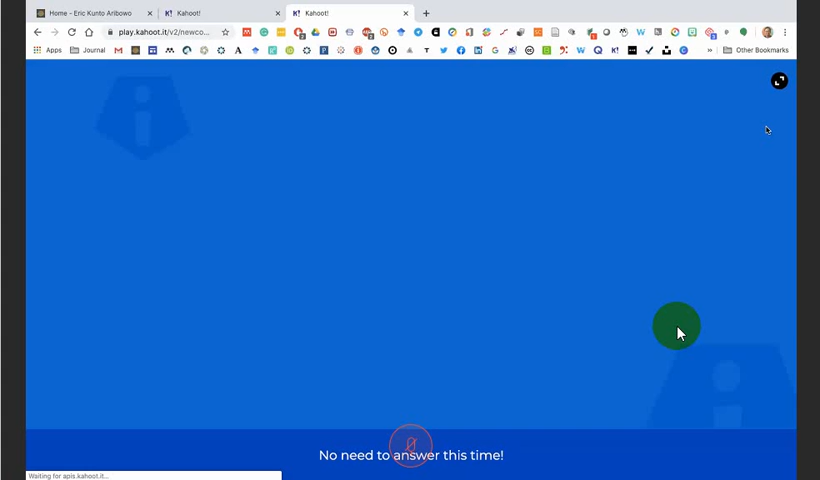 Home - Eric Kunto Aribowo
Kahoot!
Kahoot!
play.kahoot.it/v2/newco...
Apps
Journal
Other Bookmarks
No need to answer this time!
Waiting for apis.kahoot.it...